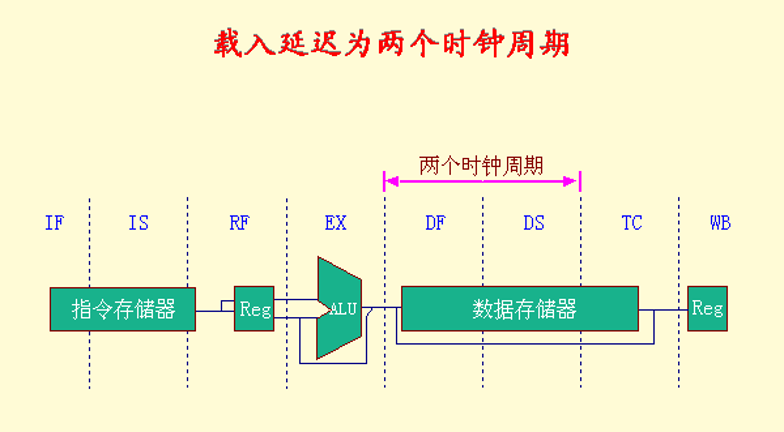 载入延迟为两个时钟周期
两个时钟周期
IF IS RF EX DF DS TC WB
指令存储器 Reg ALU 数据存储器 Reg